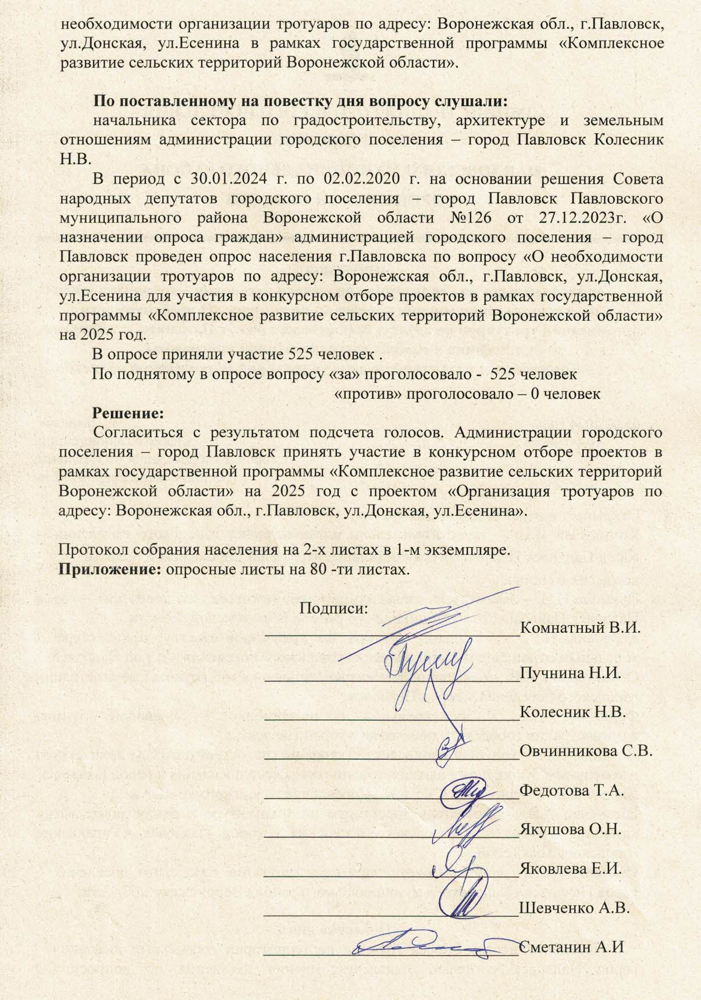 необходимости организации тротуаров по адресу: Воронежская обл., г.Павловск,
ул.Донская, ул.Есенина в рамках государственной программы «Комплексное
развитие сельских территорий Воронежской области».
По поставленному на повестку дня вопросу слушали:
начальника сектора по градостроительству, архитектуре и земельным
отношениям администрации городского поселения – город Павловск Колесник
Н.В.
В период с 30.01.2024 г. по 02.02.2020 г. на основании решения Совета
народных депутатов городского поселения – город Павловск Павловского
муниципального района Воронежской области №126 от 27.12.2023г. «О
назначении опроса граждан» администрацией городского поселения – город
Павловск проведен опрос населения г.Павловска по вопросу «О необходимости
организации тротуаров по адресу: Воронежская обл., г.Павловск, ул.Донская,
ул.Есенина для участия в конкурсном отборе проектов в рамках государственной
программы «Комплексное развитие сельских территорий Воронежской области»
на 2025 год.
В опросе приняли участие 525 человек .
По поднятому в опросе вопросу «за» проголосовало - 525 человек
«против» проголосовало – 0 человек
Решение:
Согласиться с результатом подсчета голосов. Администрации городского
поселения – город Павловск принять участие в конкурсном отборе проектов в
рамках государственной программы «Комплексное развитие сельских территорий
Воронежской области» на 2025 год с проектом «Организация тротуаров по
адресу: Воронежская обл., г.Павловск, ул.Донская, ул.Есенина».
Протокол собрания населения на 2-х листах в 1-м экземпляре.
Приложение: опросные листы на 80 -ти листах.
Подписи:
Комнатный В.И.
Пучнина Н.И.
Колесник Н.В.
Овчинникова С.В.
Федотова Т.А.
Якушова О.Н.
Яковлева Е.И.
Шевченко А.В.
Сметанин А.И